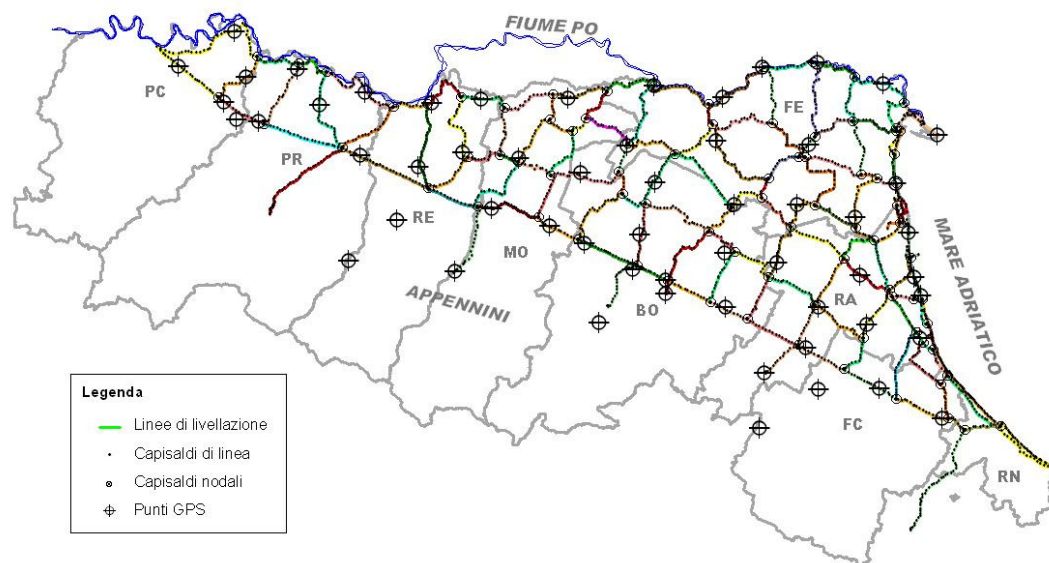 FIUME PO
PC
FE
PR
RE
MO
MARE ADRIATICO
APPENNINI
BO
RA
FC
RN
Legenda
Linee di livellazione
Capisaldi di linea
Capisaldi nodali
Punti GPS